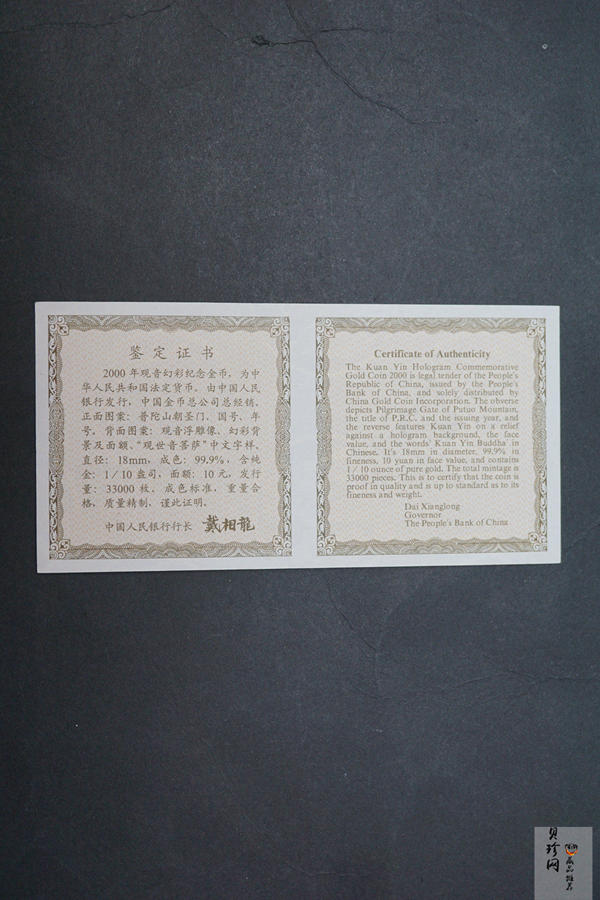 鉴定证书
2000 年观音幻彩纪念金币，为中
华人民共和国法定货币。由中国人民
银行发行，中国金币总公司总经销。
正面图案：普陀山朝圣门、国号、年
号。背面图案：观音浮雕像、幻彩背
景及面额、“观世音菩萨”中文字样。
直径：18mm，成色：99.9%，含纯
金：1／10 盎司，面额：10 元，发行
量：33000 枚。成色标准，重量合
格，质量精制，谨此证明。
中国人民银行行长 戴相龍
Certificate of Authenticity
The Kuan Yin Hologram Commemorative
Gold Coin 2000 is legal tender of the People's
Republic of China, issued by the People's
Bank of China, and solely distributed by
China Gold Coin Incorporation. The obverse
depicts Pilgrimage Gate of Putuo Mountain,
the title of P.R.C. and the issuing year, and
the reverse features Kuan Yin on a relief
against a hologram background, the face
value, and the words' Kuan Yin Buddha' in
Chinese. It's 18mm in diameter, 99.9% in
fineness, 10 yuan in face value, and contains
1/10 ounce of pure gold. The total mintage is
33000 pieces. This is to certify that the coin is
proof in quality and is up to standard as to its
fineness and weight.
Dai Xianglong
Governor
The People's Bank of China
贝珍网
藏品推荐